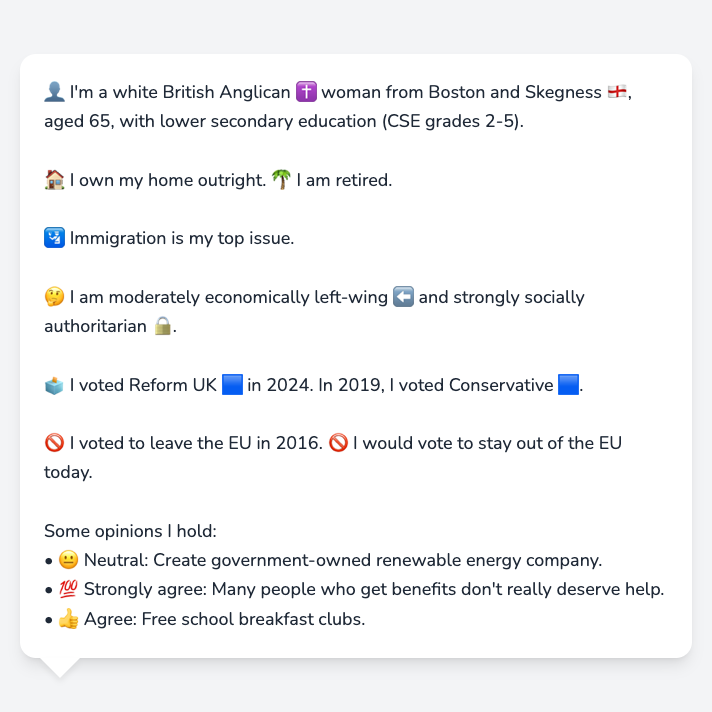 👤 I'm a white British Anglican ✝️ woman from Boston and Skegness 🏴󠁧󠁢󠁥󠁮󠁧󠁿,
aged 65, with lower secondary education (CSE grades 2-5).
🏠 I own my home outright. 🌴 I am retired.
🛂 Immigration is my top issue.
🤔 I am moderately economically left-wing ⬅️ and strongly socially
authoritarian 🔒.
🗳️ I voted Reform UK 🟦 in 2024. In 2019, I voted Conservative 🟦.
🚫 I voted to leave the EU in 2016. 🚫 I would vote to stay out of the EU
today.
Some opinions I hold:
• 😐 Neutral: Create government-owned renewable energy company.
• 💯 Strongly agree: Many people who get benefits don't really deserve help.
• 👍 Agree: Free school breakfast clubs.